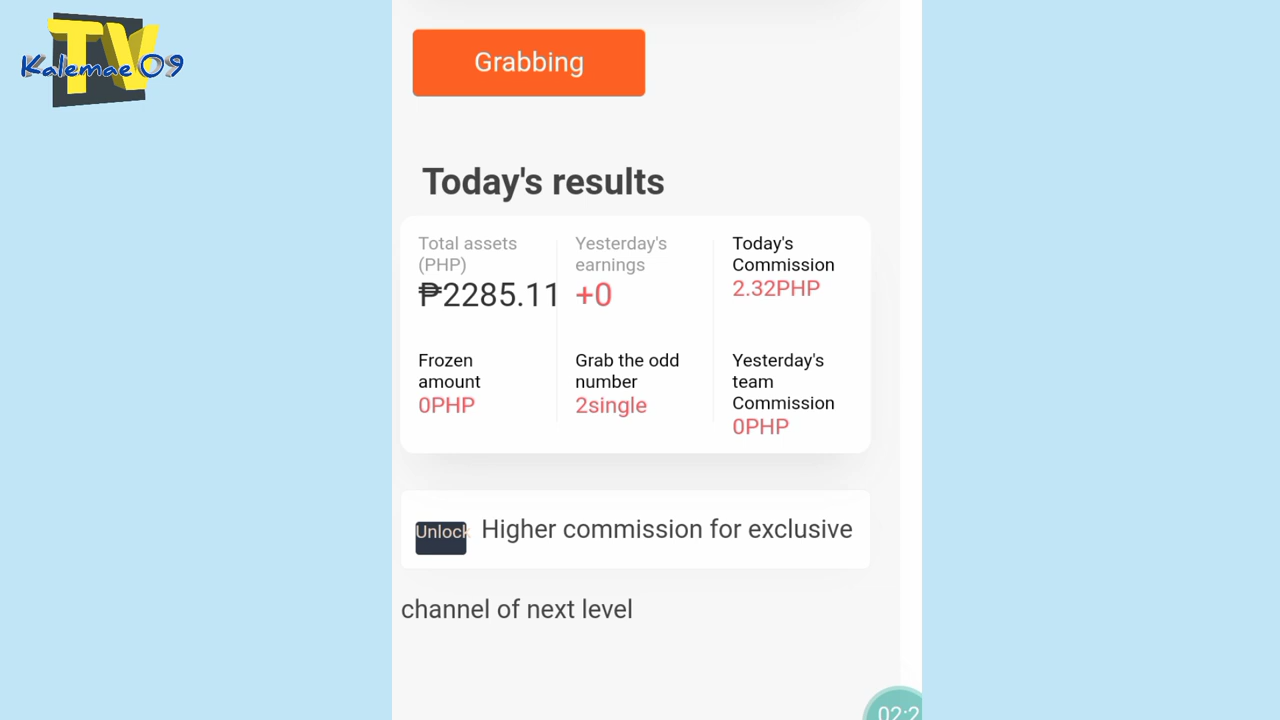 TV
Kalemae 09
Grabbing
Today's results
Total assets
(PHP)
₱2285.11
Yesterday's
earnings
+0
Today's
Commission
2.32PHP
Frozen
amount
0PHP
Grab the odd
number
2single
Yesterday's
team
Commission
0PHP
Unlock
Higher commission for exclusive
channel of next level
02:2